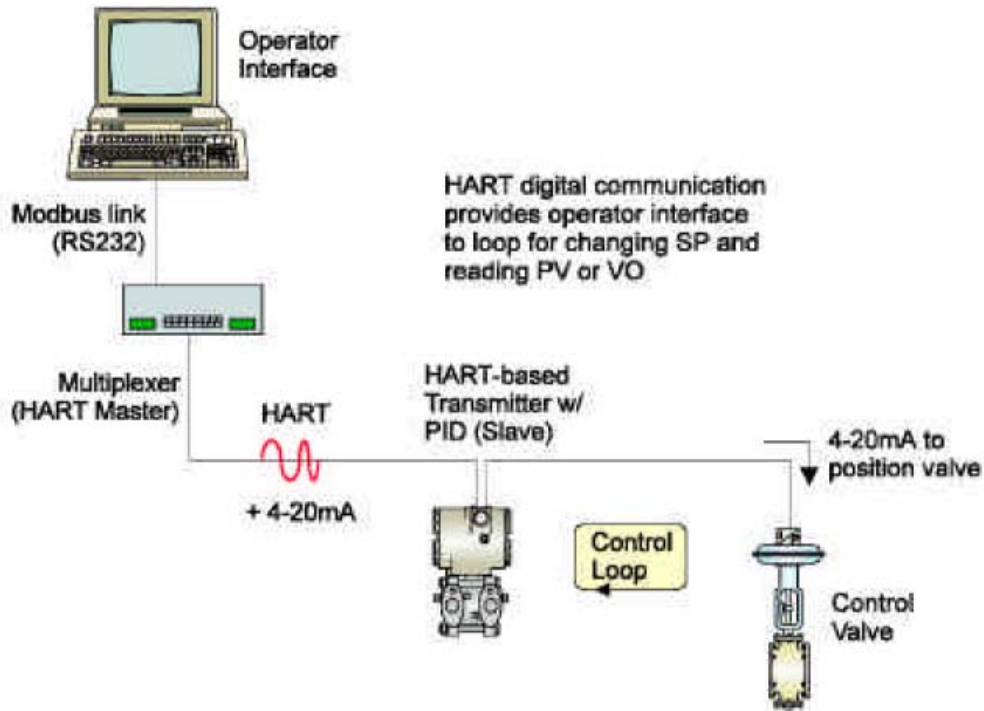 Operator
Interface
Modbus link
(RS232)
HART digital communication
provides operator interface
to loop for changing SP and
reading PV or VO
Multiplexer
(HART Master)
HART
+ 4-20mA
HART-based
Transmitter w/
PID (Slave)
4-20mA to
position valve
Control
Loop
Control
Valve